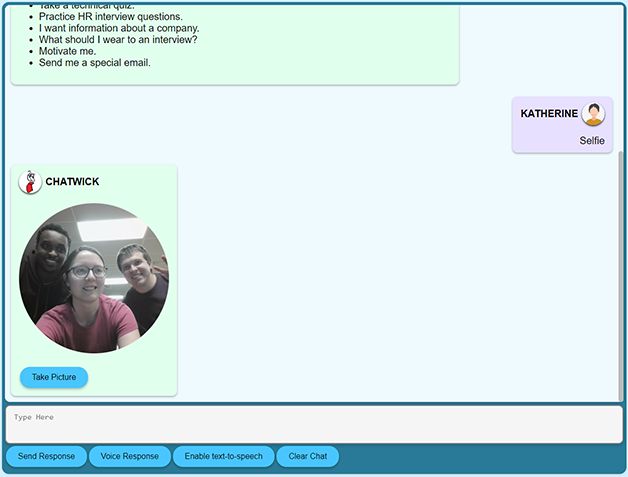 Take a technical quiz.
Practice HR interview questions.
I want information about a company.
What should I wear to an interview?
Motivate me.
Send me a special email.
KATHERINE
Selfie
CHATWICK
Take Picture
Type Here
Send Response
Voice Response
Enable text-to-speech
Clear Chat